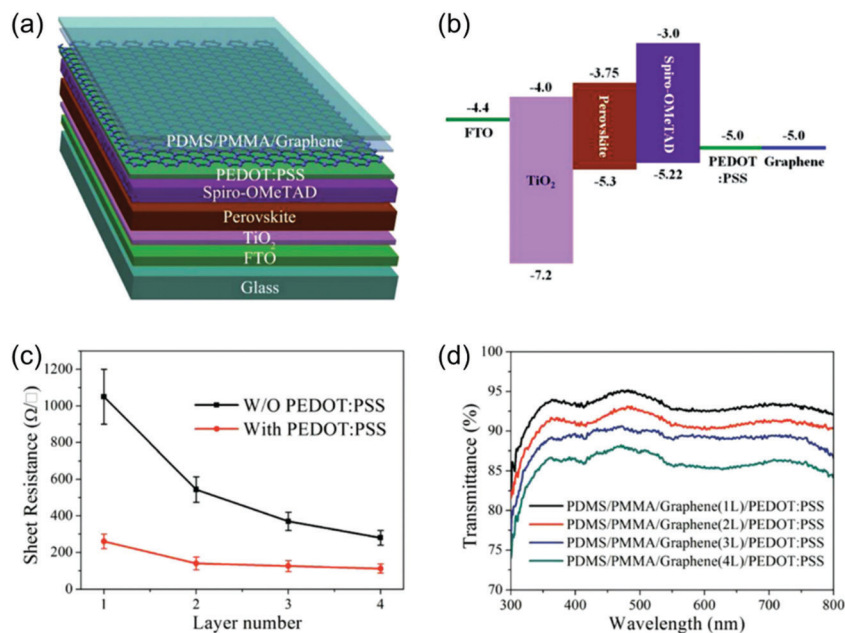 (a)
PDMS/PMMA/Graphene
PEDOT:PSS
Spiro-OMeTAD
Perovskite
TiO₂
FTO
Glass
(b)
-3.0
-4.0
-3.75
-4.4
FTO
TiO₂
Perovskite
Spiro-OMeTAD
-5.0
-5.0
PEDOT
:PSS
Graphene
-5.3
-5.22
-7.2
(c)
Sheet Resistance (Ω/□)
1200
1000
800
600
400
200
0
W/O PEDOT:PSS
With PEDOT:PSS
1
2
3
4
Layer number
(d)
Transmittance (%)
100
95
90
85
80
75
70
PDMS/PMMA/Graphene(1L)/PEDOT:PSS
PDMS/PMMA/Graphene(2L)/PEDOT:PSS
PDMS/PMMA/Graphene(3L)/PEDOT:PSS
PDMS/PMMA/Graphene(4L)/PEDOT:PSS
300
400
500
600
700
800
Wavelength (nm)